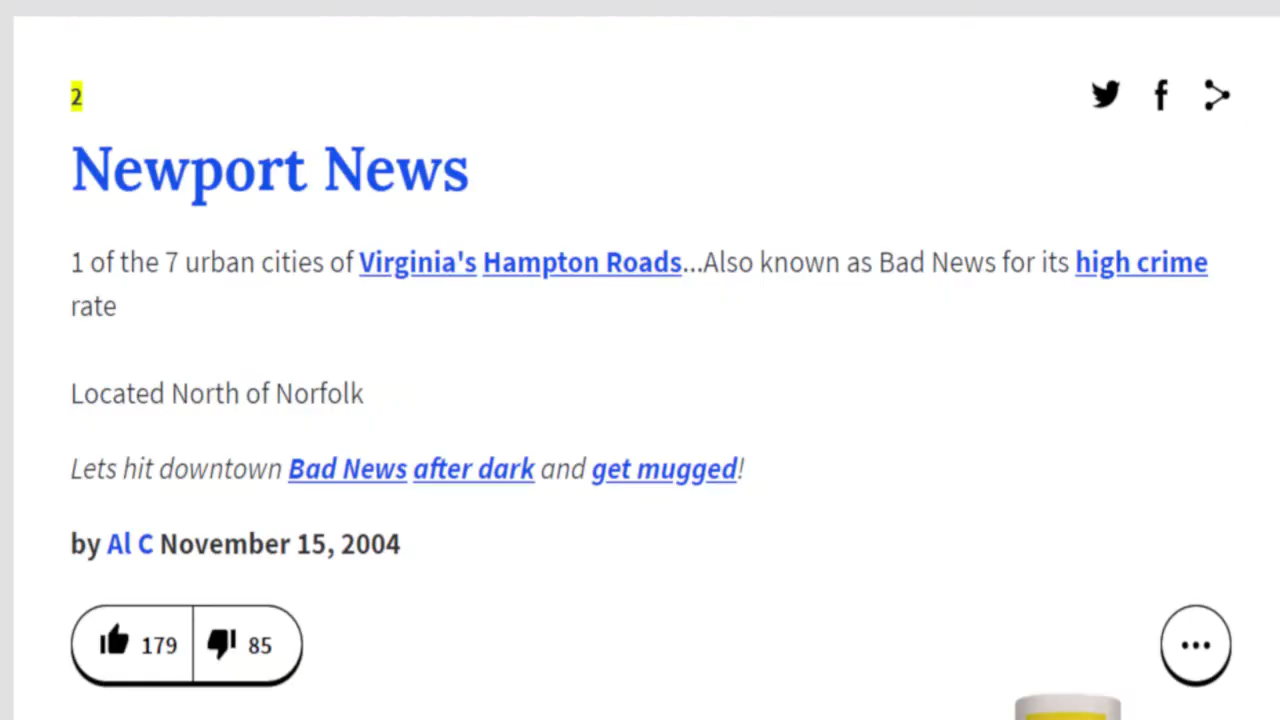 2
Newport News
1 of the 7 urban cities of Virginia's Hampton Roads...Also known as Bad News for its high crime
rate
Located North of Norfolk
Lets hit downtown Bad News after dark and get mugged!
by Al C November 15, 2004
179 85